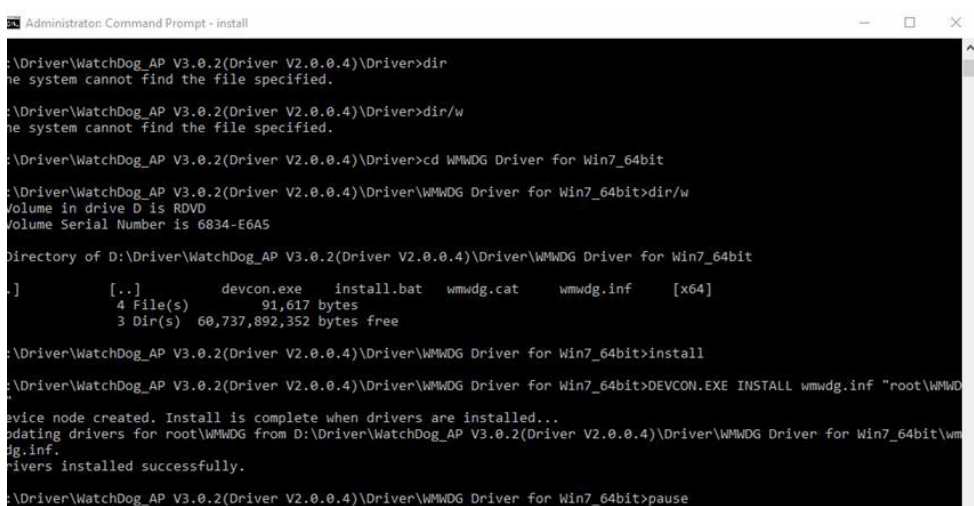 Administrator: Command Prompt - install
:\Driver\WatchDog_AP V3.0.2(Driver V2.0.0.4)\Driver>dir
he system cannot find the file specified.
:\Driver\WatchDog_AP V3.0.2(Driver V2.0.0.4)\Driver>dir/w
he system cannot find the file specified.
:\Driver\WatchDog_AP V3.0.2(Driver V2.0.0.4)\Driver>cd WMWDG Driver for Win7_64bit
:\Driver\WatchDog_AP V3.0.2(Driver V2.0.0.4)\Driver\WMWDG Driver for Win7_64bit>dir/w
Volume in drive D is RDVD
Volume Serial Number is 6834-E6A5
Directory of D:\Driver\WatchDog_AP V3.0.2(Driver V2.0.0.4)\Driver\WMWDG Driver for Win7_64bit
.] [..] devcon.exe install.bat wmwdg.cat wmwdg.inf [x64]
4 File(s) 91,617 bytes
3 Dir(s) 60,737,892,352 bytes free
:\Driver\WatchDog_AP V3.0.2(Driver V2.0.0.4)\Driver\WMWDG Driver for Win7_64bit>install
:\Driver\WatchDog_AP V3.0.2(Driver V2.0.0.4)\Driver\WMWDG Driver for Win7_64bit>DEVCON.EXE INSTALL wmwdg.inf "root\WMWD
"
evice node created. Install is complete when drivers are installed...
pdating drivers for root\WMWDG from D:\Driver\WatchDog_AP V3.0.2(Driver V2.0.0.4)\Driver\WMWDG Driver for Win7_64bit\wm
dg.inf.
rivers installed successfully.
:\Driver\WatchDog_AP V3.0.2(Driver V2.0.0.4)\Driver\WMWDG Driver for Win7_64bit>pause